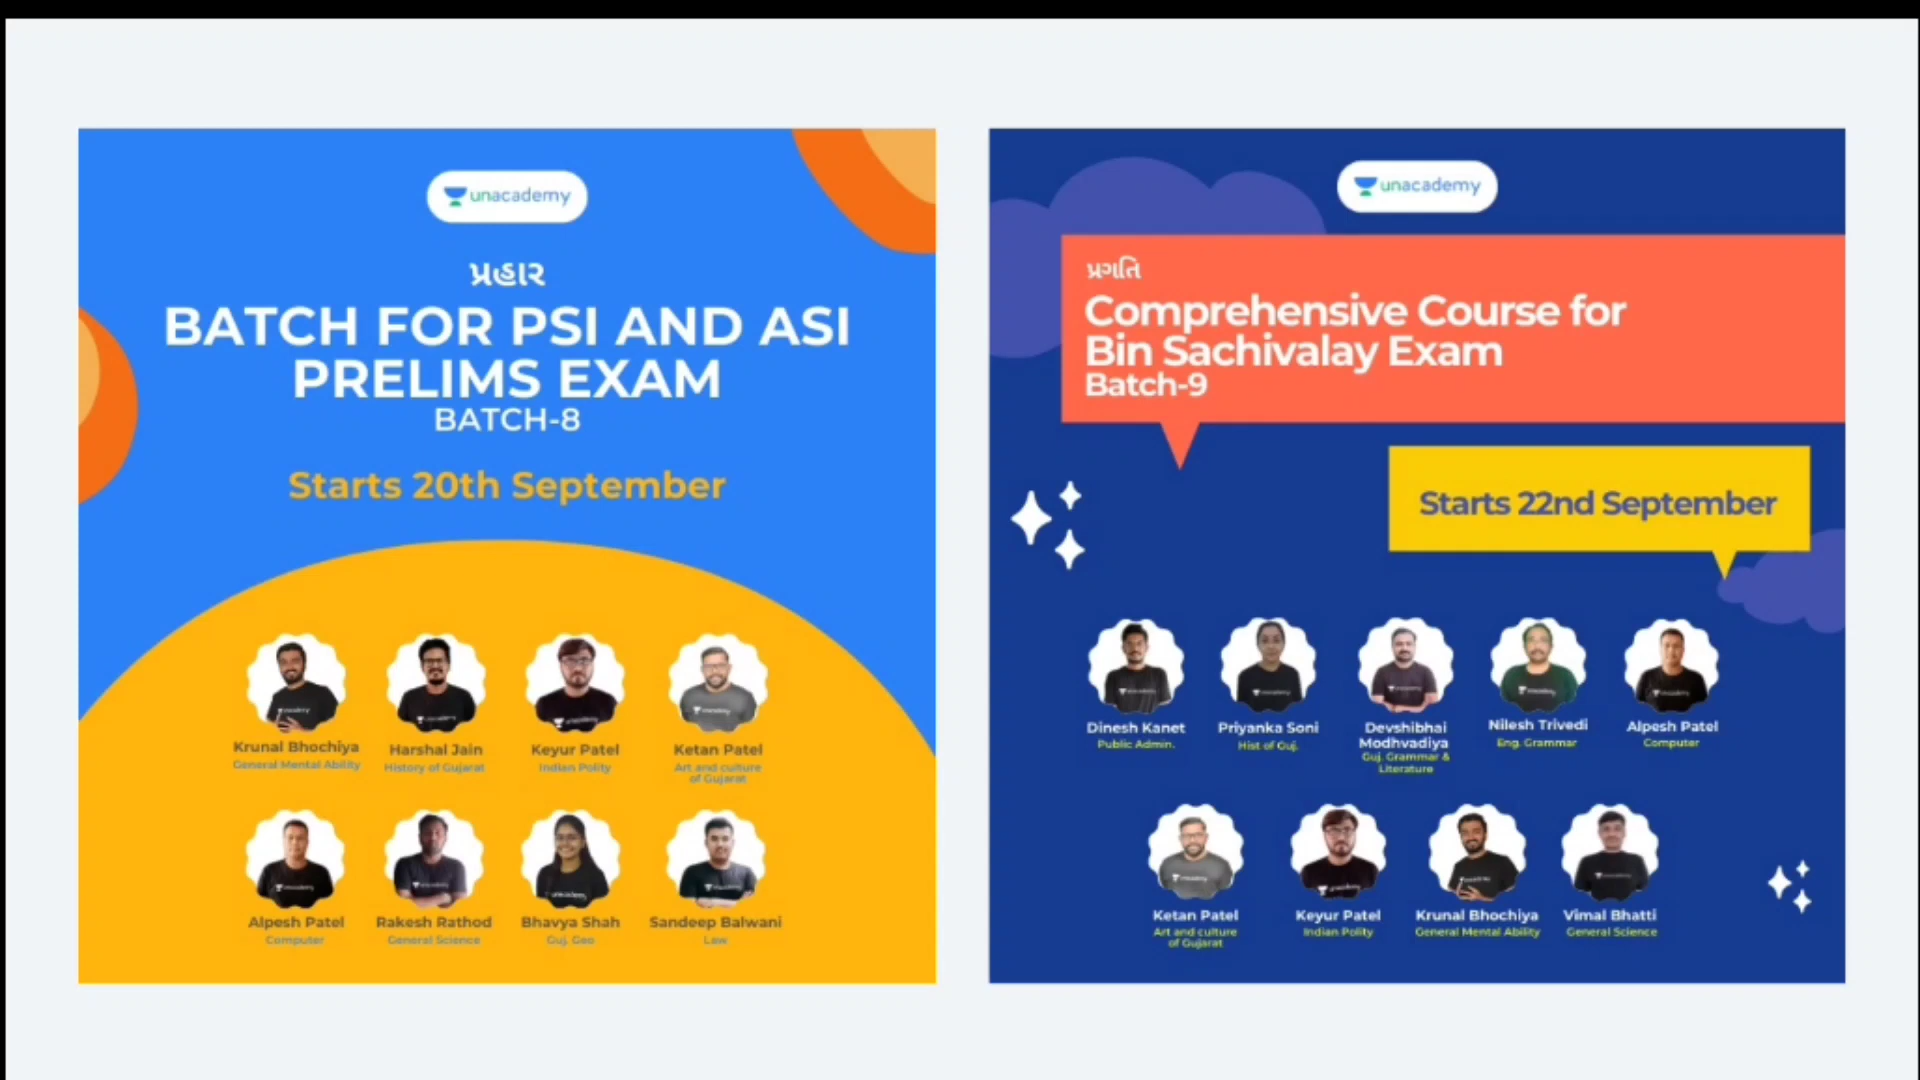 unacademy
પ્રહાર
BATCH FOR PSI AND ASI
PRELIMS EXAM
BATCH-8
Starts 20th September
Krunal Bhochiya
General Mental Ability
Harshal Jain
History of Gujarat
Keyur Patel
Indian Polity
Ketan Patel
Art and culture
of Gujarat
Alpesh Patel
Computer
Rakesh Rathod
General Science
Bhavya Shah
Guj. Geo
Sandeep Balwani
Law
unacademy
પ્રગતિ
Comprehensive Course for
Bin Sachivalay Exam
Batch-9
Starts 22nd September
Dinesh Kanet
Public Admin.
Priyanka Soni
Hist of Guj.
Devshibhai
Modhvadiya
Guj. Grammar &
Literature
Nilesh Trivedi
Eng. Grammar
Alpesh Patel
Computer
Ketan Patel
Art and culture
of Gujarat
Keyur Patel
Indian Polity
Krunal Bhochiya
General Mental Ability
Vimal Bhatti
General Science